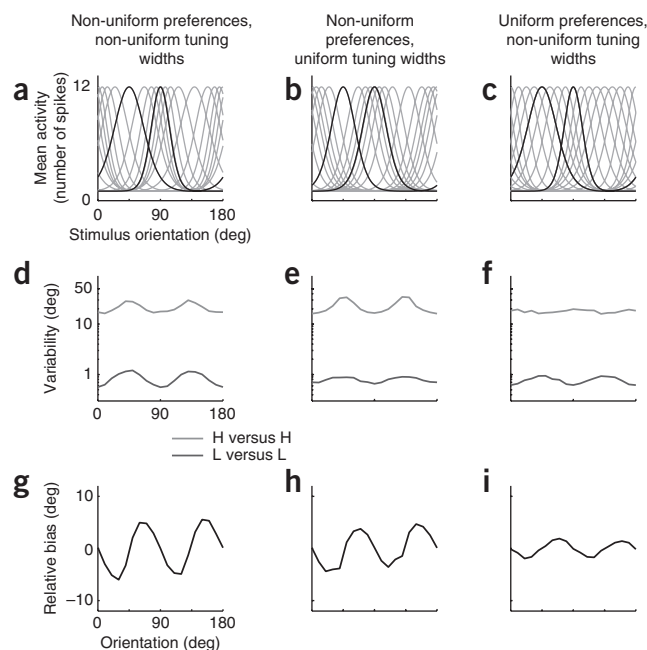 Non-uniform preferences,
non-uniform tuning
widths
Non-uniform
preferences,
uniform tuning widths
Uniform preferences,
non-uniform tuning
widths
a
b
c
Mean activity
(number of spikes)
12
0
0 90 180
Stimulus orientation (deg)
d
e
f
Variability (deg)
50
10
1
0 90 180
H versus H
L versus L
g
h
i
Relative bias (deg)
10
0
−10
0 90 180
Orientation (deg)